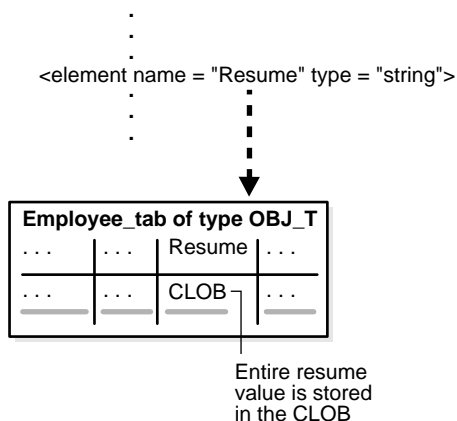 .
.
.
<element name = "Resume" type = "string">
.
.
.
Employee_tab of type OBJ_T
. . . . . . Resume . . .
. . . . . . CLOB . . .
Entire resume
value is stored
in the CLOB